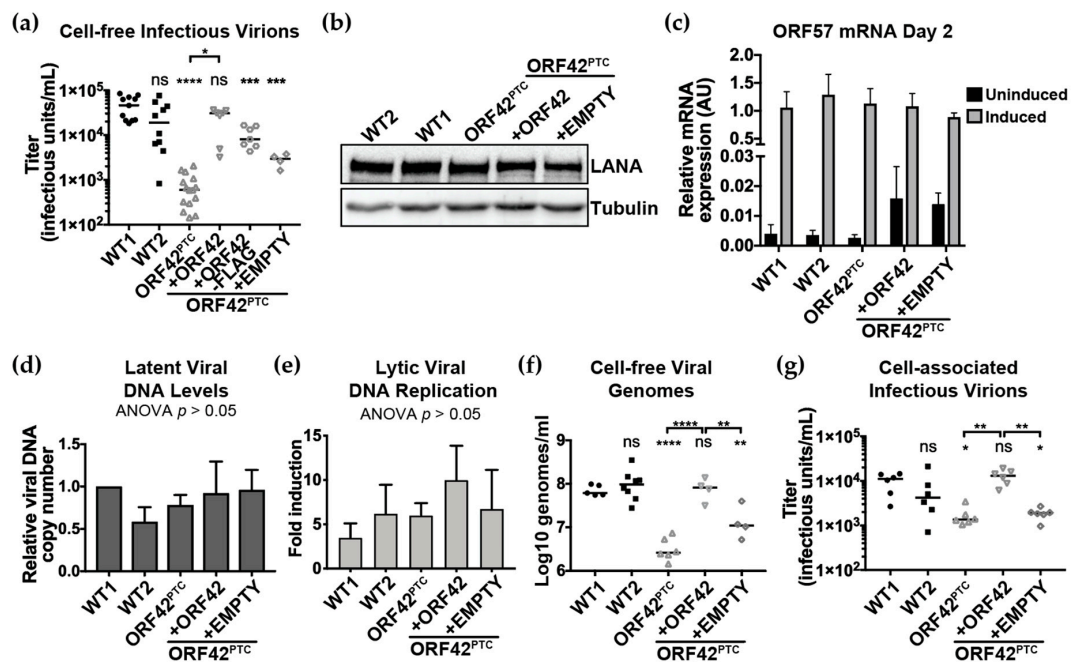 (a)
Cell-free Infectious Virions
*
ns **** ns *** ***
Titer
(infectious units/mL)
1×10⁵
1×10⁴
1×10³
1×10²
WT1
WT2
ORF42ᴾᵀᶜ
+ORF42
+ORF42
-FLAG
+EMPTY
ORF42ᴾᵀᶜ
(b)
ORF42ᴾᵀᶜ
WT2
WT1
ORF42ᴾᵀᶜ
+ORF42
+EMPTY
LANA
Tubulin
(c)
ORF57 mRNA Day 2
Relative mRNA
expression (AU)
2.0
1.5
1.0
0.5
0.03
0.02
0.01
0.00
Uninduced
Induced
WT1
WT2
ORF42ᴾᵀᶜ
+ORF42
+EMPTY
ORF42ᴾᵀᶜ
(d)
Latent Viral
DNA Levels
ANOVA p > 0.05
Relative viral DNA
copy number
1.5
1.0
0.5
0.0
WT1
WT2
ORF42ᴾᵀᶜ
+ORF42
+EMPTY
ORF42ᴾᵀᶜ
(e)
Lytic Viral
DNA Replication
ANOVA p > 0.05
Fold induction
15
10
5
0
WT1
WT2
ORF42ᴾᵀᶜ
+ORF42
+EMPTY
ORF42ᴾᵀᶜ
(f)
Cell-free Viral
Genomes
**** **
ns **** ns **
Log10 genomes/ml
9
8
7
6
WT1
WT2
ORF42ᴾᵀᶜ
+ORF42
+EMPTY
ORF42ᴾᵀᶜ
(g)
Cell-associated
Infectious Virions
** **
ns * ns *
Titer
(infectious units/mL)
1×10⁵
1×10⁴
1×10³
1×10²
WT1
WT2
ORF42ᴾᵀᶜ
+ORF42
+EMPTY
ORF42ᴾᵀᶜ